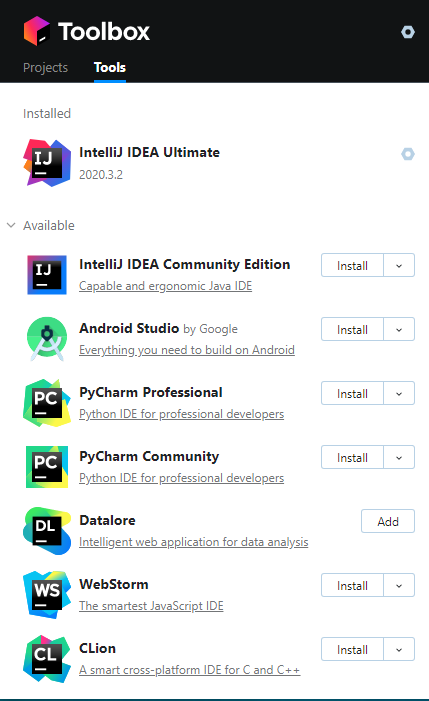 Toolbox
Projects Tools
Installed
IJ
IntelliJ IDEA Ultimate
2020.3.2
Available
IJ
IntelliJ IDEA Community Edition
Capable and ergonomic Java IDE
Install
Android Studio by Google
Everything you need to build on Android
Install
PC
PyCharm Professional
Python IDE for professional developers
Install
PC
PyCharm Community
Python IDE for professional developers
Install
DL
Datalore
Intelligent web application for data analysis
Add
WS
WebStorm
The smartest JavaScript IDE
Install
CL
CLion
A smart cross-platform IDE for C and C++
Install